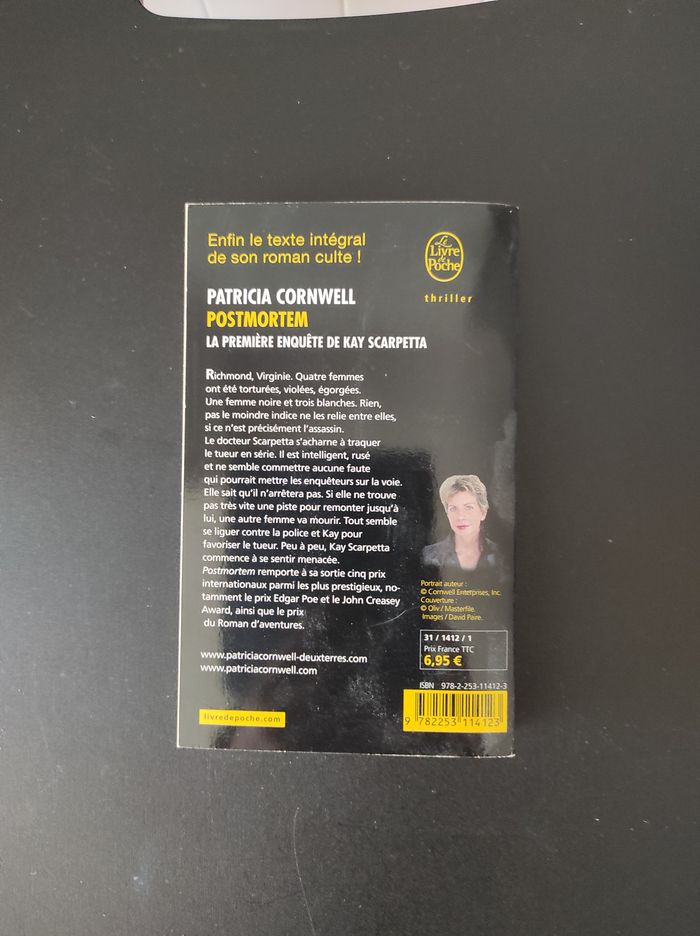 Enfin le texte intégral
de son roman culte !
Le
Livre
de
Poche
thriller
PATRICIA CORNWELL
POSTMORTEM
LA PREMIÈRE ENQUÊTE DE KAY SCARPETTA
Richmond, Virginie. Quatre femmes
ont été torturées, violées, égorgées.
Une femme noire et trois blanches. Rien,
pas le moindre indice ne les relie entre elles,
si ce n'est précisément l'assassin.
Le docteur Scarpetta s'acharne à traquer
le tueur en série. Il est intelligent, rusé
et ne semble commettre aucune faute
qui pourrait mettre les enquêteurs sur la voie.
Elle sait qu'il n'arrêtera pas. Si elle ne trouve
pas très vite une piste pour remonter jusqu'à
lui, une autre femme va mourir. Tout semble
se liguer contre la police et Kay pour
favoriser le tueur. Peu à peu, Kay Scarpetta
commence à se sentir menacée.
Postmortem remporte à sa sortie cinq prix
internationaux parmi les plus prestigieux, no-
tamment le prix Edgar Poe et le John Creasey
Award, ainsi que le prix
du Roman d'aventures.
www.patriciacornwell-deuxterres.com
www.patriciacornwell.com
livredepoche.com
Portrait auteur :
© Cornwell Enterprises, Inc.
Couverture :
© Oliv / Masterfile.
Images / David Paire.
31 / 1412 / 1
Prix France TTC
6,95 €
ISBN 978-2-253-11412-3
9 782253 114123